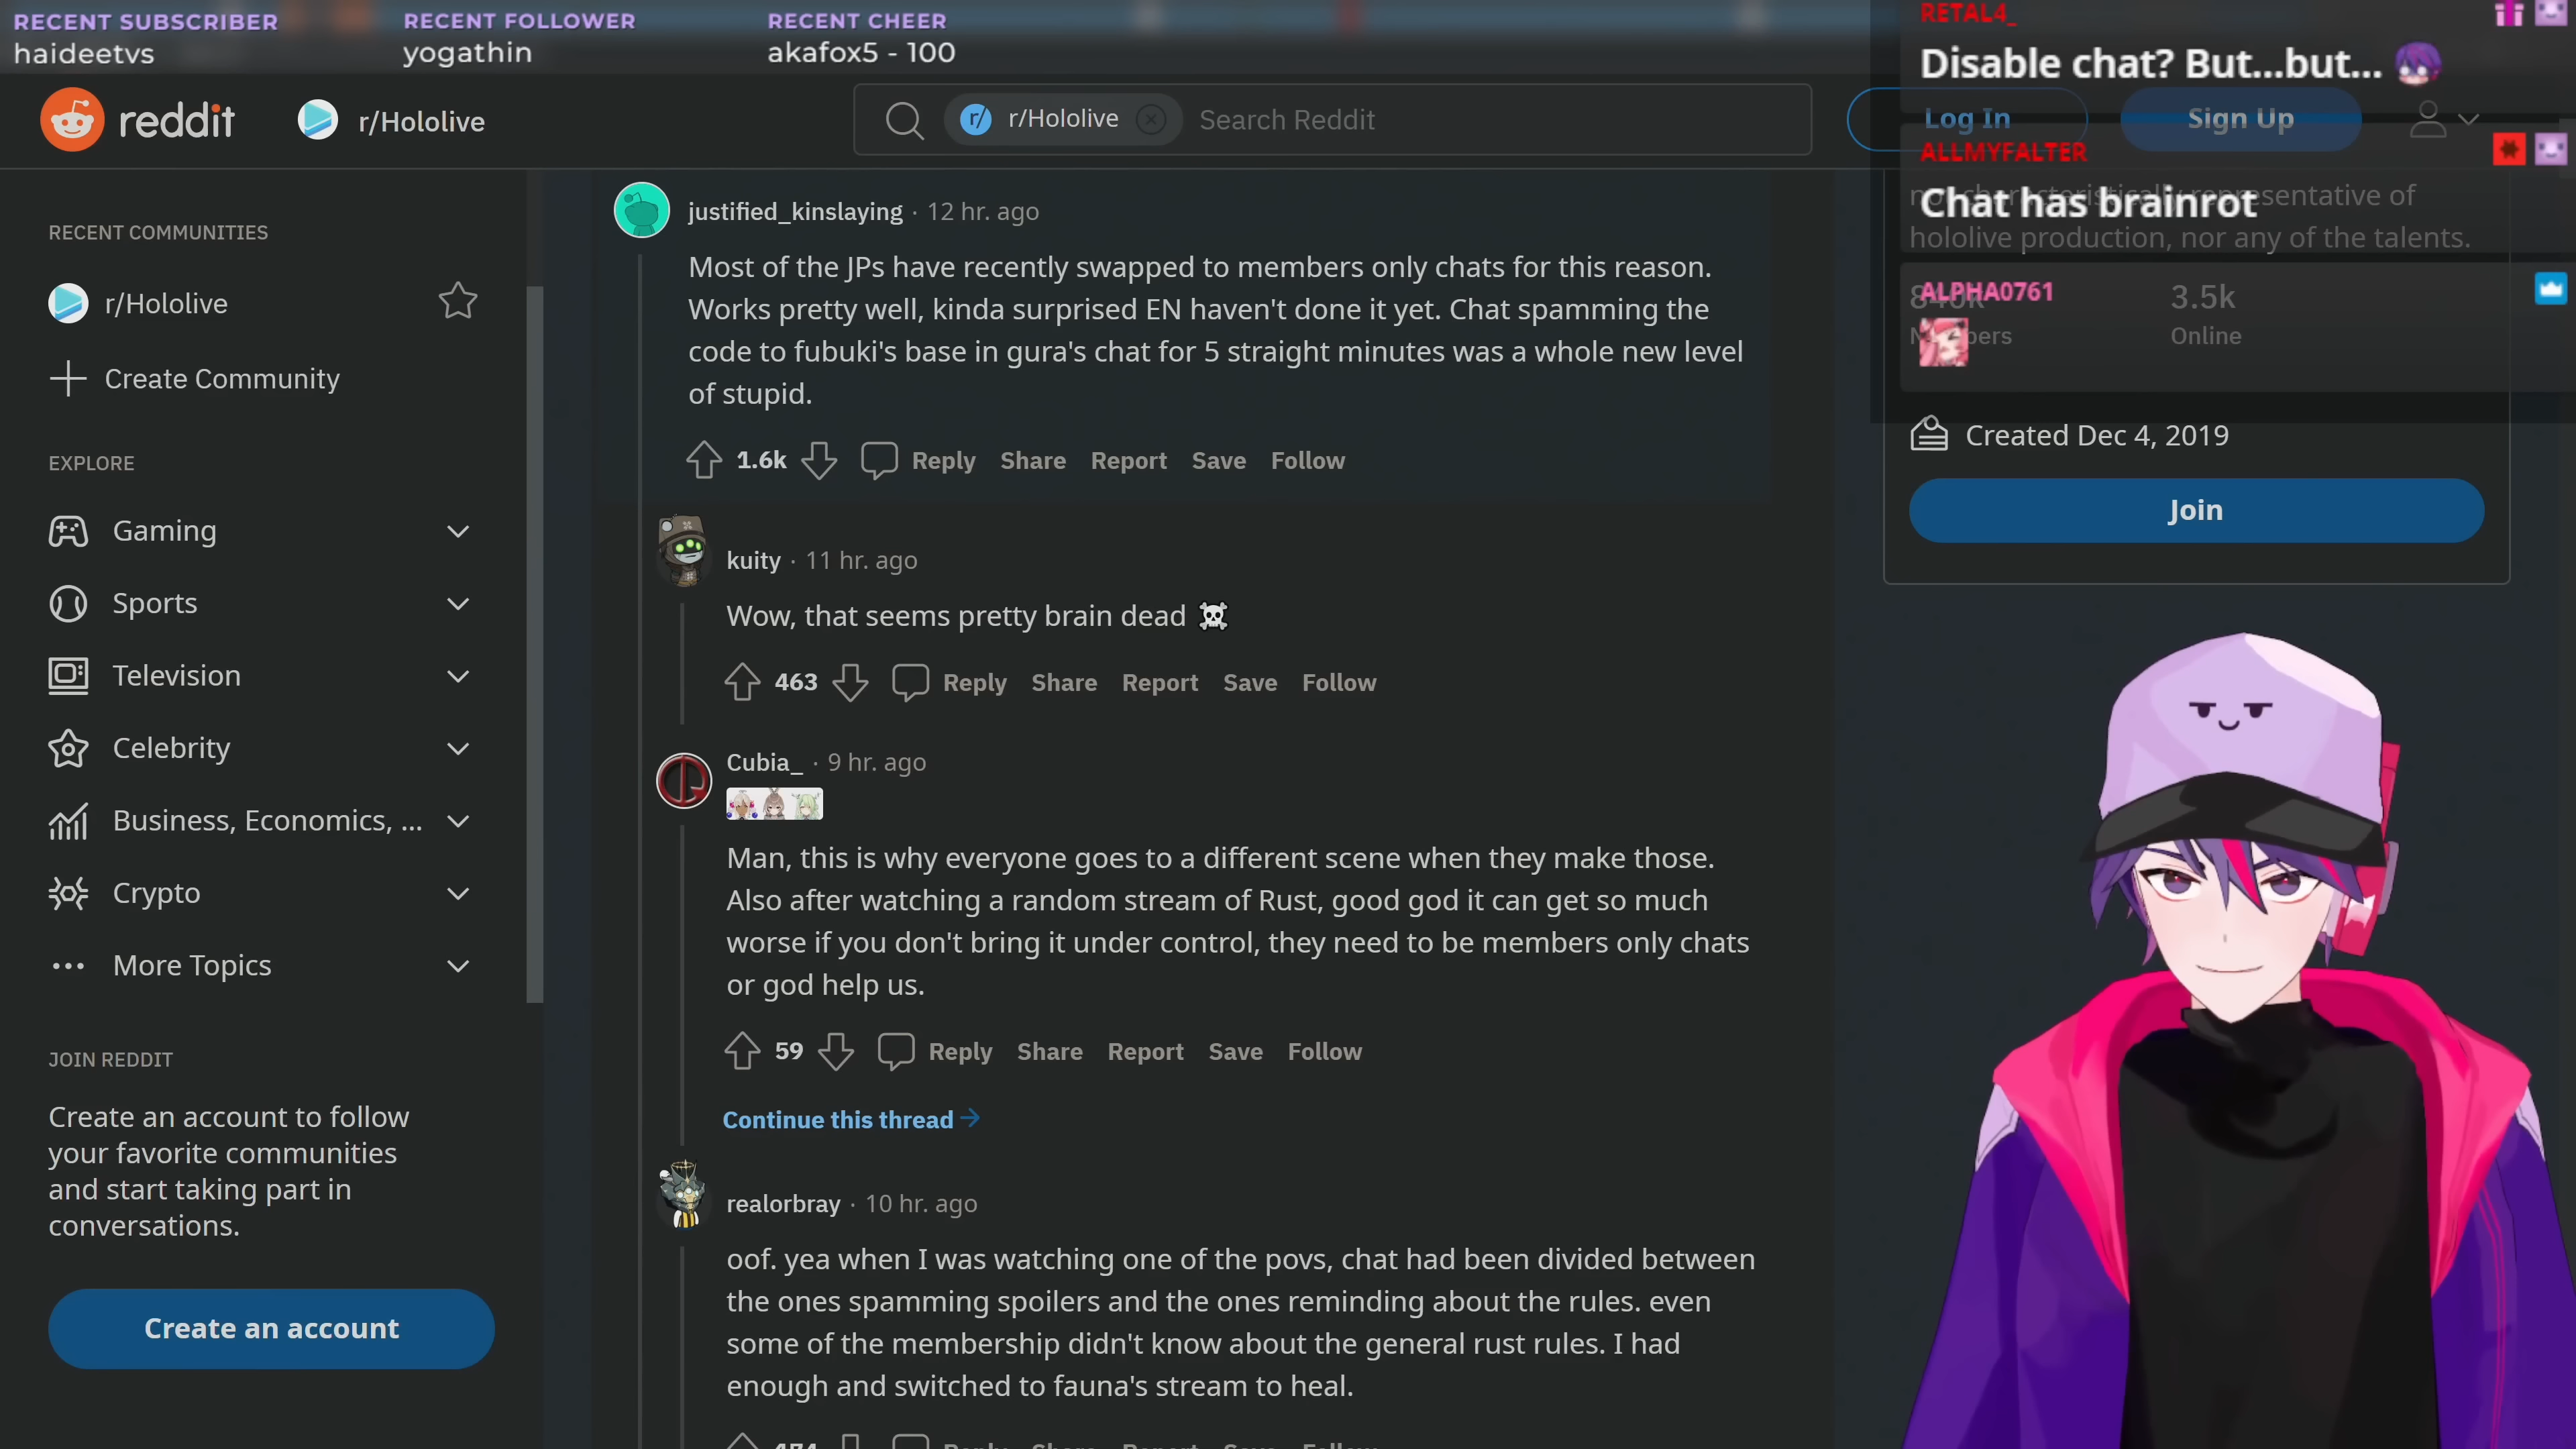 RECENT SUBSCRIBER
haideetvs
RECENT FOLLOWER
yogathin
RECENT CHEER
akafox5 - 100
reddit
r/Hololive
r/
r/Hololive
Search Reddit
Log In
Sign Up
RETAL4_
Disable chat? But...but...
ALLMYFALTER
Chat has brainrot
representative of
hololive production, nor any of the talents.
ALPHA0761
3.5k
Online
Created Dec 4, 2019
Join
RECENT COMMUNITIES
r/Hololive
Create Community
EXPLORE
Gaming
Sports
Television
Celebrity
Business, Economics, ...
Crypto
More Topics
JOIN REDDIT
Create an account to follow
your favorite communities
and start taking part in
conversations.
Create an account
justified_kinslaying · 12 hr. ago
Most of the JPs have recently swapped to members only chats for this reason.
Works pretty well, kinda surprised EN haven't done it yet. Chat spamming the
code to fubuki's base in gura's chat for 5 straight minutes was a whole new level
of stupid.
1.6k Reply Share Report Save Follow
kuity · 11 hr. ago
Wow, that seems pretty brain dead ☠
463 Reply Share Report Save Follow
Cubia_ · 9 hr. ago
Man, this is why everyone goes to a different scene when they make those.
Also after watching a random stream of Rust, good god it can get so much
worse if you don't bring it under control, they need to be members only chats
or god help us.
59 Reply Share Report Save Follow
Continue this thread →
realorbray · 10 hr. ago
oof. yea when I was watching one of the povs, chat had been divided between
the ones spamming spoilers and the ones reminding about the rules. even
some of the membership didn't know about the general rust rules. I had
enough and switched to fauna's stream to heal.
Reply Share Report Save Follow